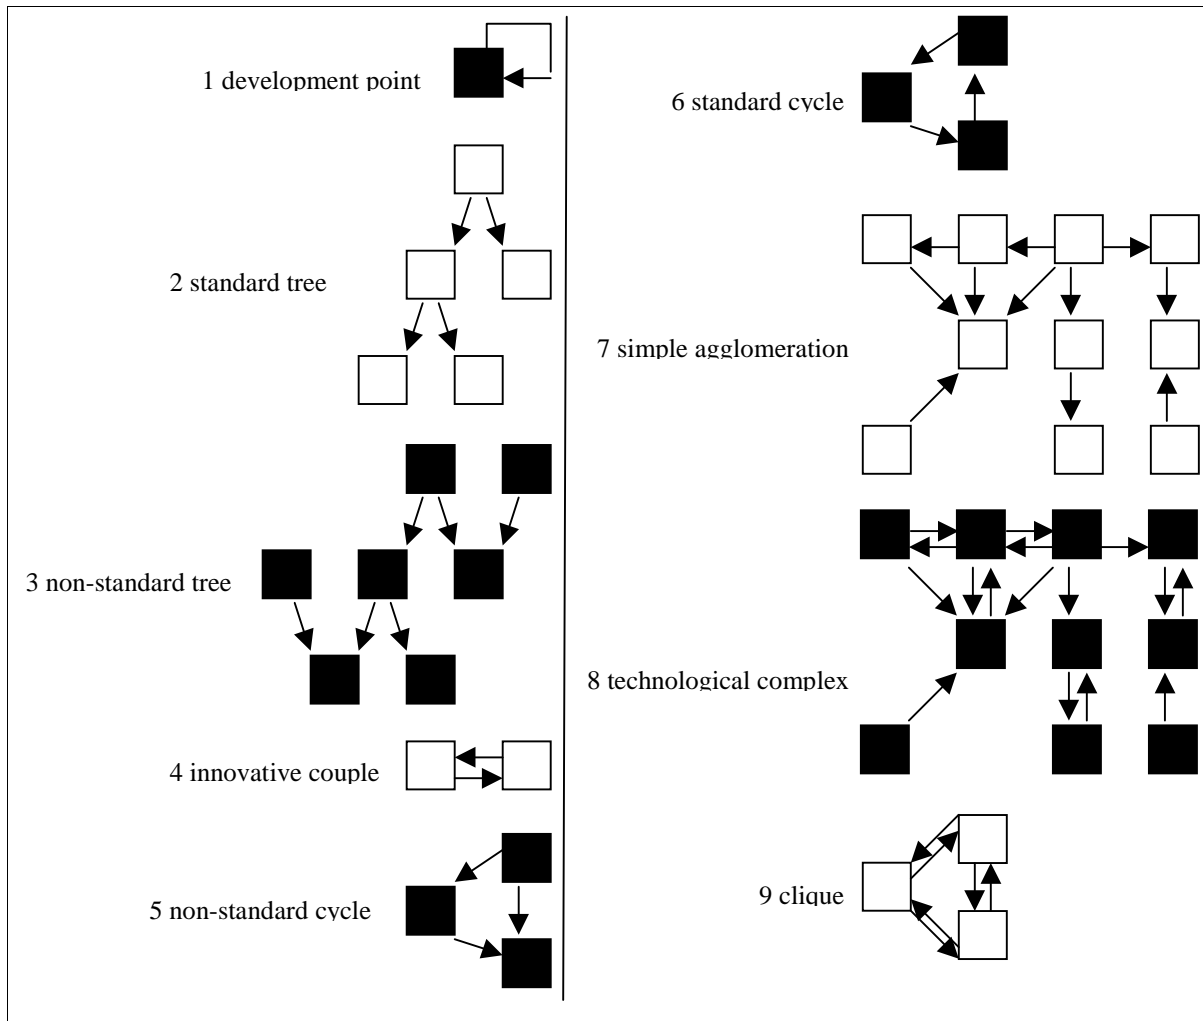 1 development point
2 standard tree
3 non-standard tree
4 innovative couple
5 non-standard cycle
6 standard cycle
7 simple agglomeration
8 technological complex
9 clique